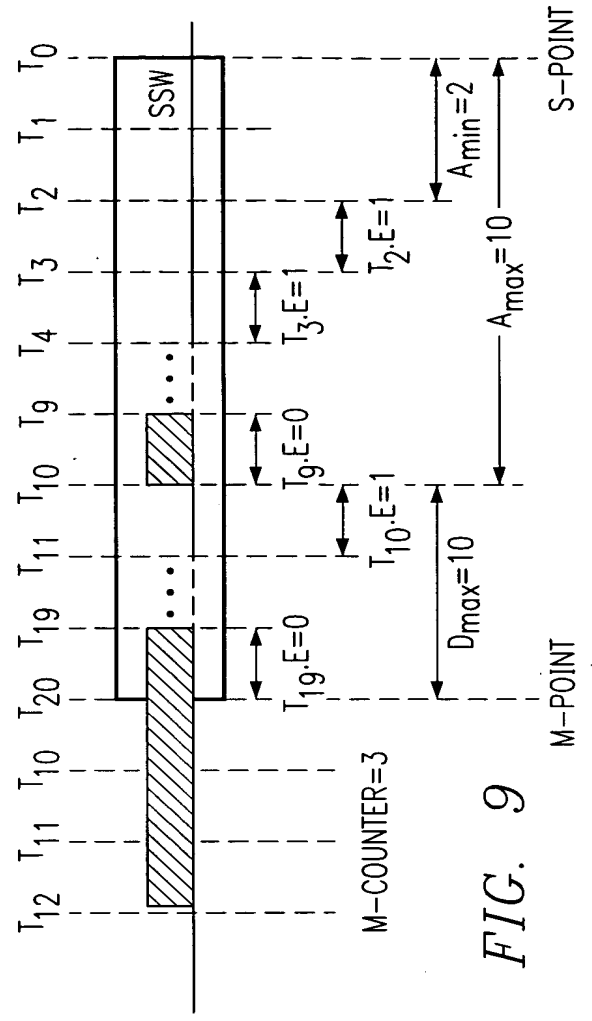 T12 T11 T10 T20 T19 T11 T10 T9 T4 T3 T2 T1 T0
SSW
• • •
• • •
T19.E=0
T9.E=0
T3.E=1
T10.E=1
T2.E=1
M-COUNTER=3
Dmax=10
Amin=2
Amax=10
M-POINT
S-POINT
FIG. 9